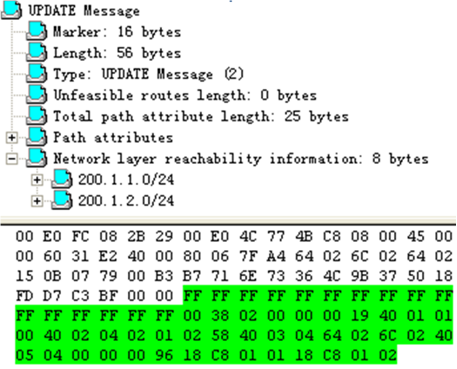 UPDATE Message
Marker: 16 bytes
Length: 56 bytes
Type: UPDATE Message (2)
Unfeasible routes length: 0 bytes
Total path attribute length: 25 bytes
Path attributes
Network layer reachability information: 8 bytes
200.1.1.0/24
200.1.2.0/24
00 E0 FC 08 2B 29 00 E0 4C 77 4B C8 08 00 45 00
00 60 31 E2 40 00 80 06 7F A4 64 02 6C 02 64 02
15 0B 07 79 00 B3 B7 71 6E 73 36 4C 9B 37 50 18
FD D7 C3 BF 00 00 FF FF FF FF FF FF FF FF FF FF
FF FF FF FF FF FF 00 38 02 00 00 00 19 40 01 01
00 40 02 04 02 01 02 58 40 03 04 64 02 6C 02 40
05 04 00 00 00 96 18 C8 01 01 18 C8 01 02